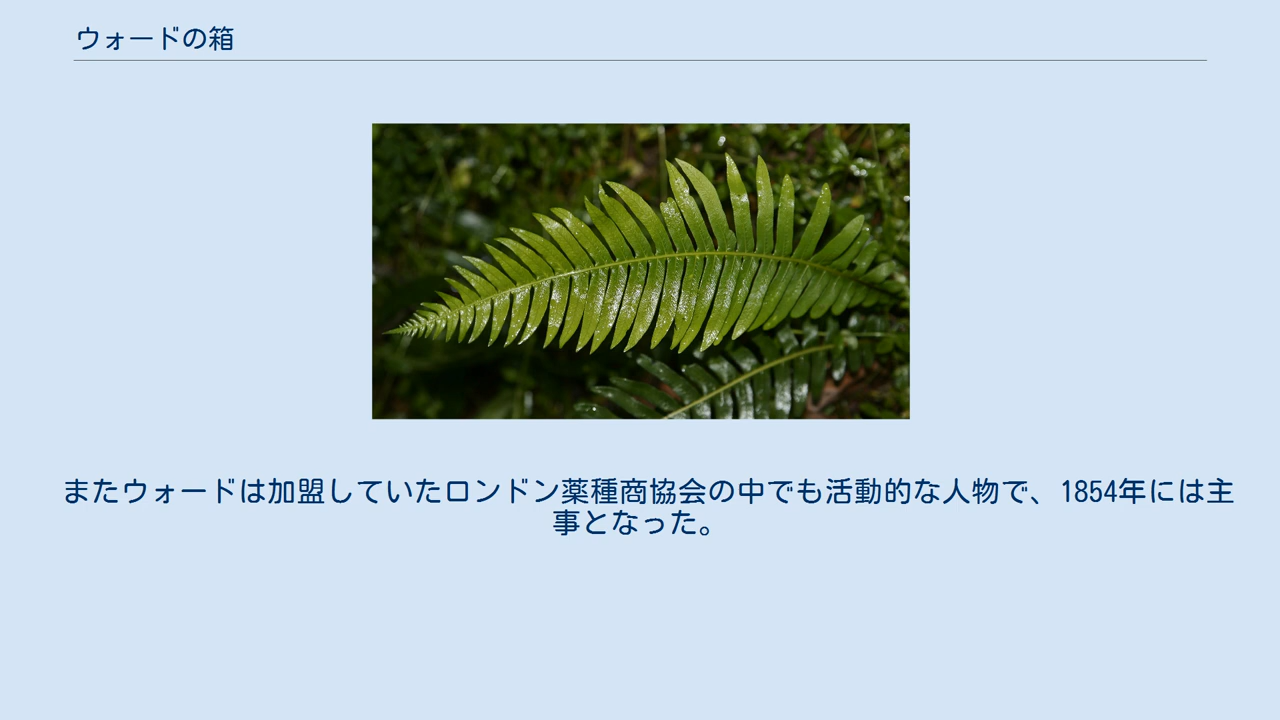 ウォードの箱
またウォードは加盟していたロンドン薬種商協会の中でも活動的な人物で、1854年には主
事となった。